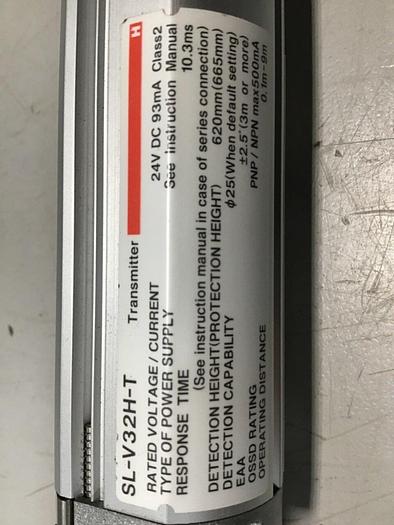 SL-V32H-T Transmitter H
RATED VOLTAGE / CURRENT 24V DC 93mA Class2
TYPE OF POWER SUPPLY See instruction Manual
RESPONSE TIME 10.3ms
(See instruction manual in case of series connection)
DETECTION HEIGHT(PROTECTION HEIGHT) 620mm(665mm)
DETECTION CAPABILITY ϕ25(When default setting)
EAA ±2.5°(3m or more)
OSSD RATING PNP / NPN max500mA
OPERATING DISTANCE 0.1m-9m